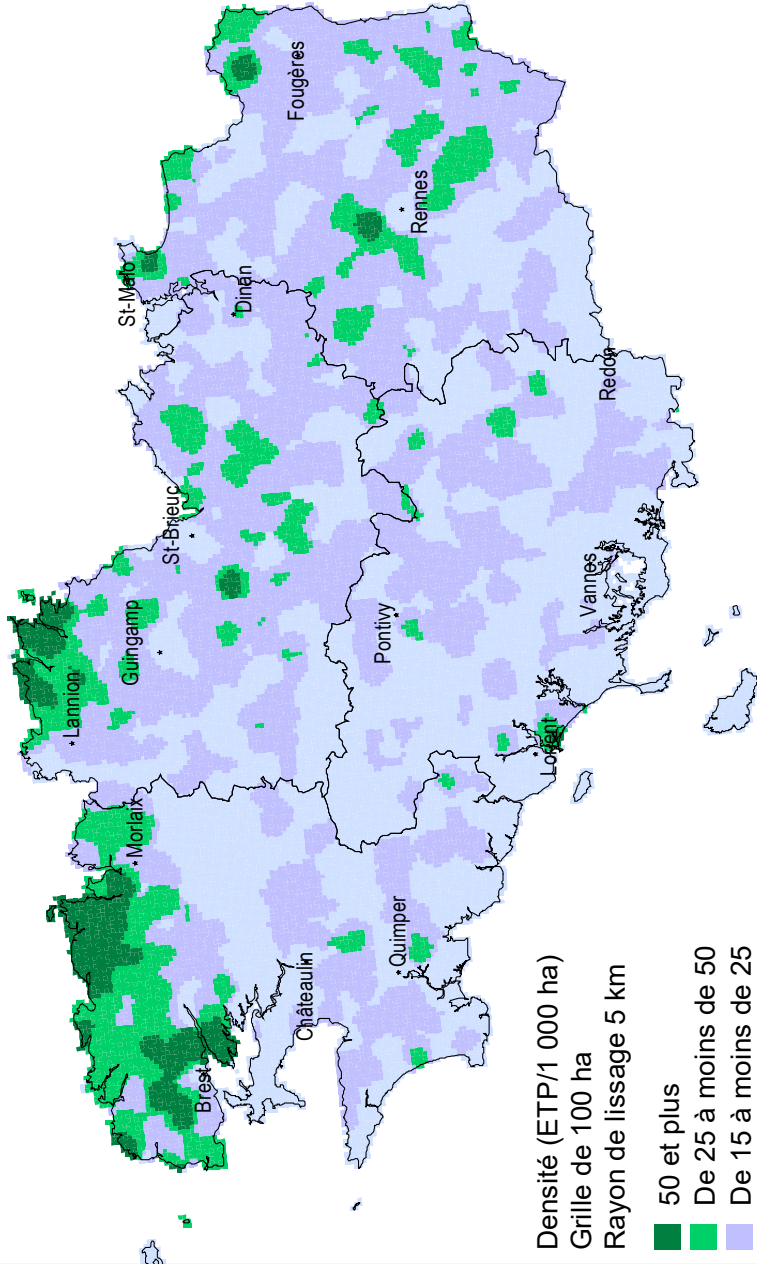 Lannion
Morlaix
Guingamp
St-Brieuc
St-Malo
Dinan
Fougères
Brest
Châteaulin
Quimper
Pontivy
Rennes
Lorient
Vannes
Redon
Densité (ETP/1 000 ha)
Grille de 100 ha
Rayon de lissage 5 km
50 et plus
De 25 à moins de 50
De 15 à moins de 25